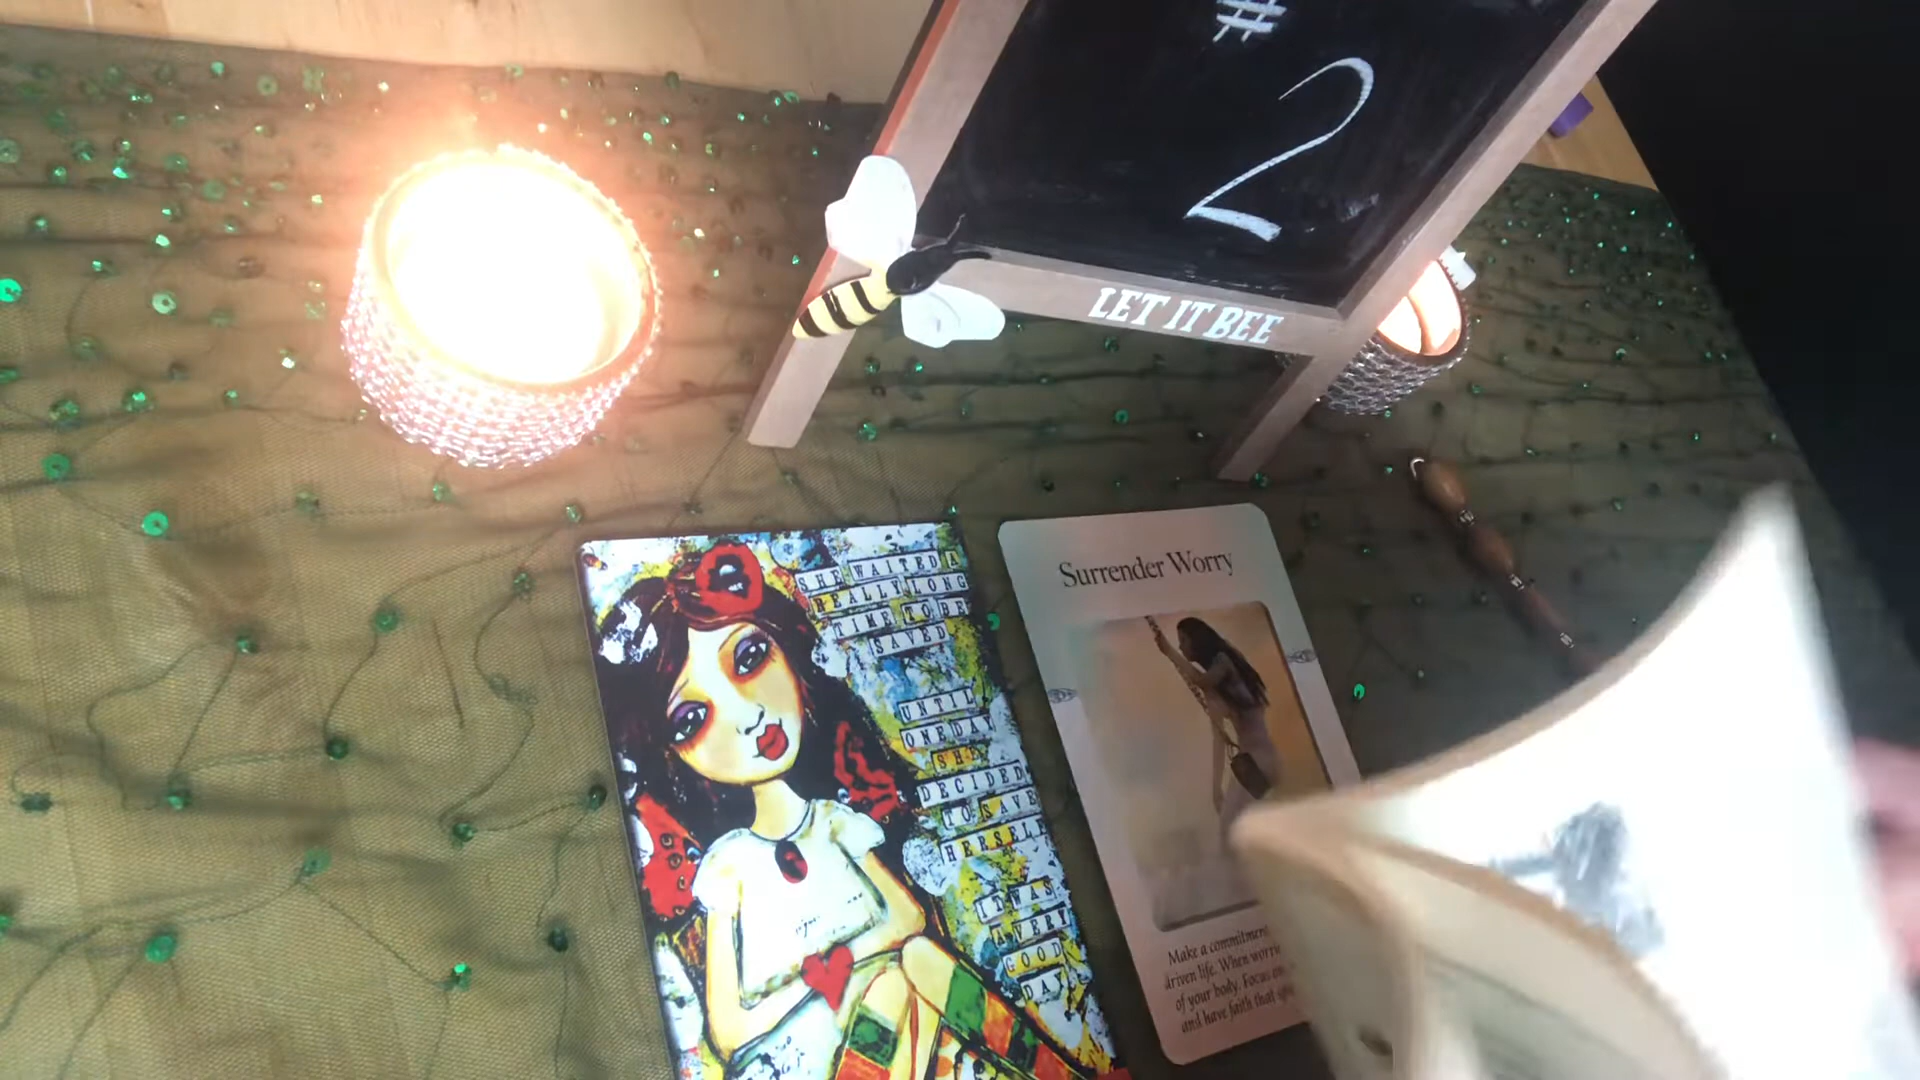 #
2
LET IT BEE
SHE WAITED A
REALLY LONG
TIME TO BE
SAVED
UNTIL
ONE DAY
SHE
DECIDED
TO SAVE
HERSELF
IT WAS
A VERY
GOOD
DAY
Surrender Worry
Make a commitment
driven life. When worri
of your body. Focus on
and have faith that